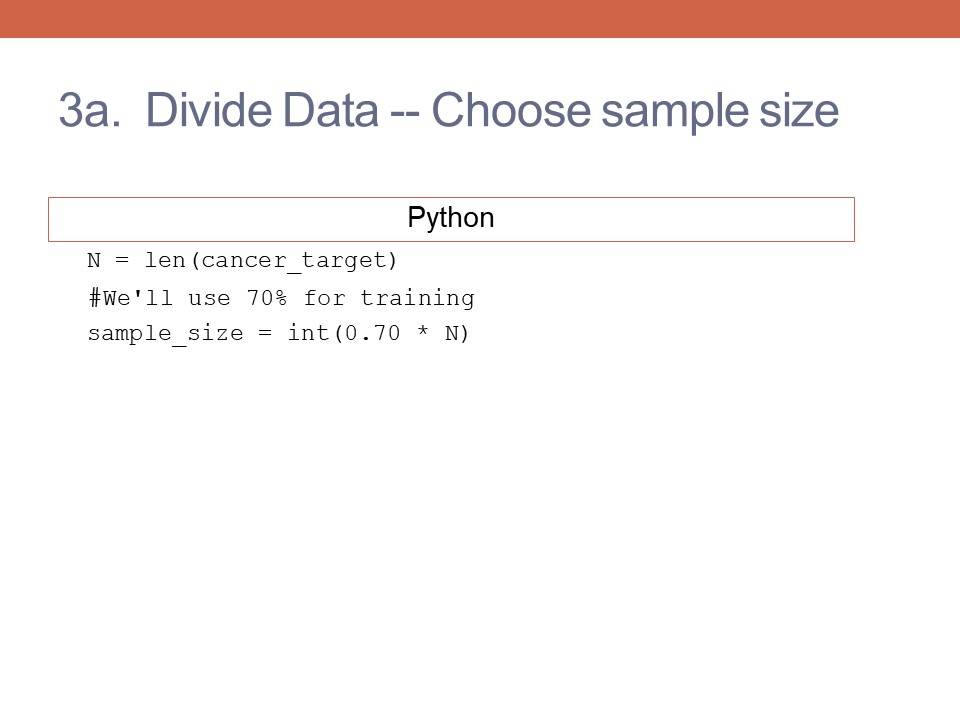 3a.  Divide Data -- Choose sample size
Python
N = len(cancer_target)
#We'll use 70% for training
sample_size = int(0.70 * N)